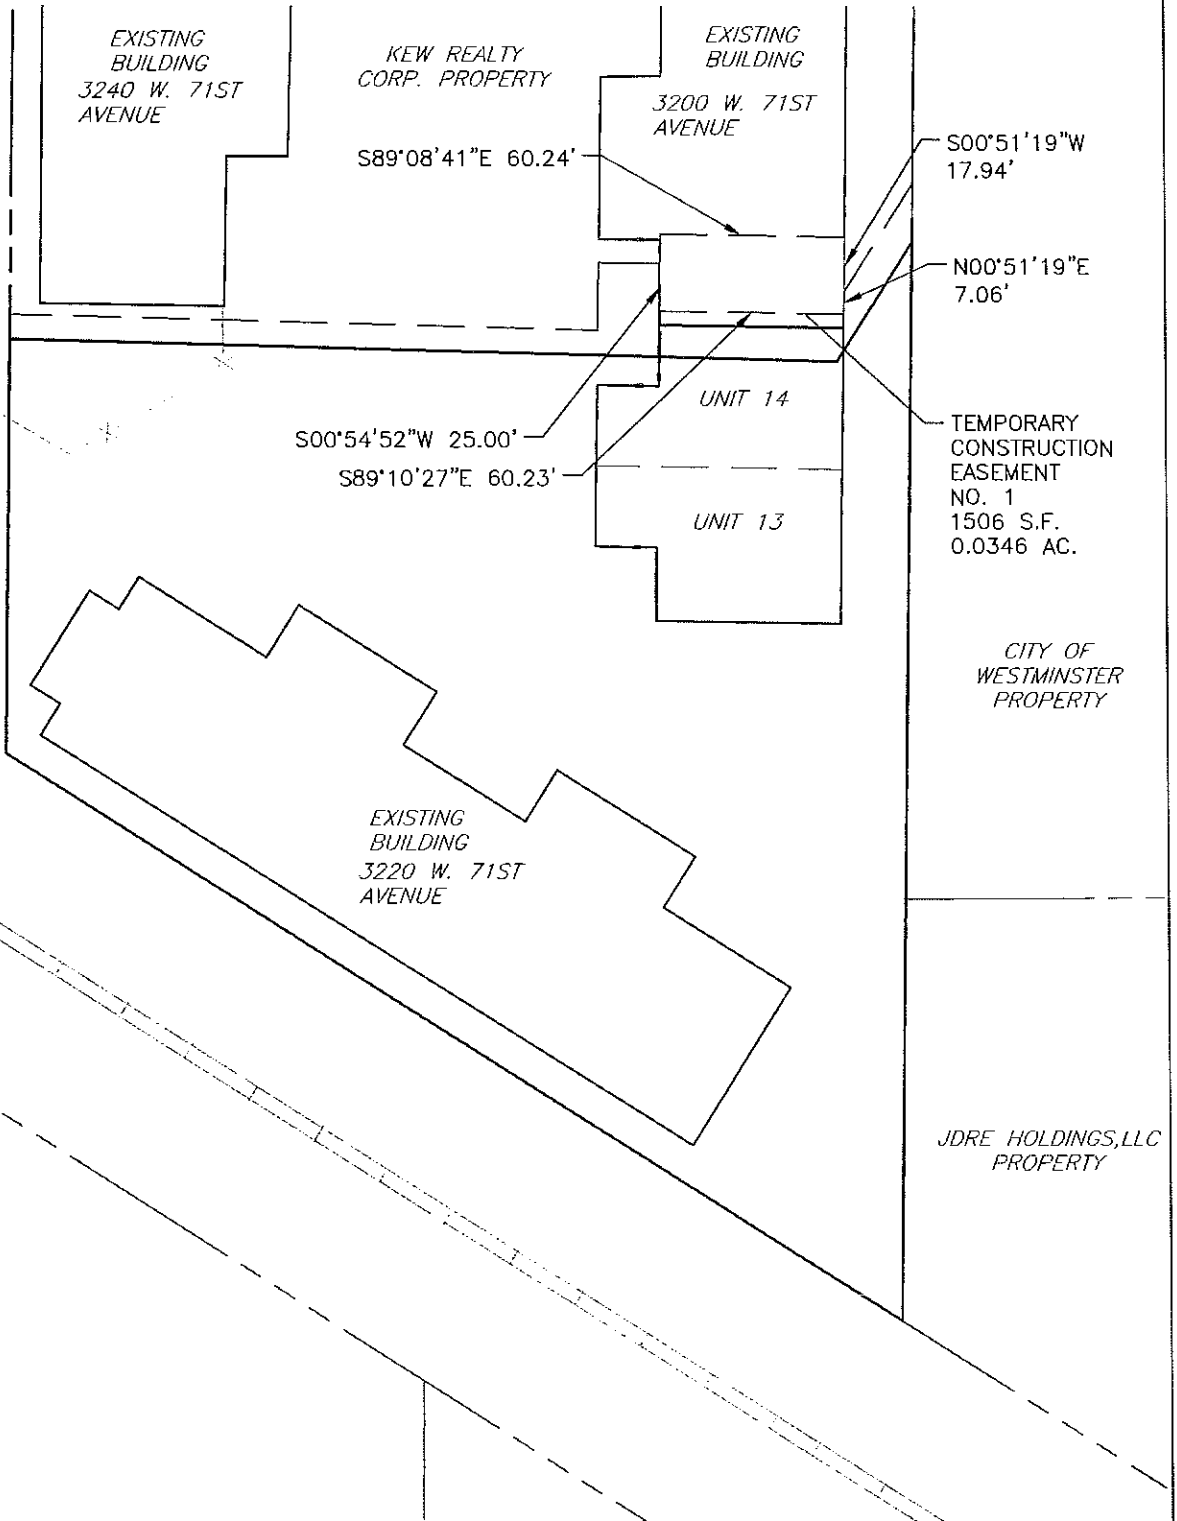 EXISTING
BUILDING
3240 W. 71ST
AVENUE
KEW REALTY
CORP. PROPERTY
EXISTING
BUILDING
3200 W. 71ST
AVENUE
S89°08'41"E 60.24'
S00°51'19"W
17.94'
N00°51'19"E
7.06'
UNIT 14
S00°54'52"W 25.00'
S89°10'27"E 60.23'
TEMPORARY
CONSTRUCTION
EASEMENT
NO. 1
1506 S.F.
0.0346 AC.
UNIT 13
CITY OF
WESTMINSTER
PROPERTY
EXISTING
BUILDING
3220 W. 71ST
AVENUE
JDRE HOLDINGS,LLC
PROPERTY